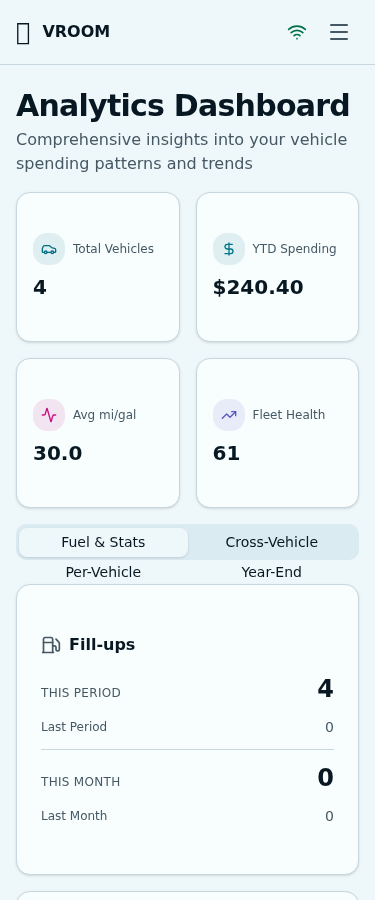 VROOM
Analytics Dashboard
Comprehensive insights into your vehicle
spending patterns and trends
Total Vehicles
4
YTD Spending
$240.40
Avg mi/gal
30.0
Fleet Health
61
Fuel & Stats
Cross-Vehicle
Per-Vehicle
Year-End
Fill-ups
THIS PERIOD
4
Last Period
0
THIS MONTH
0
Last Month
0